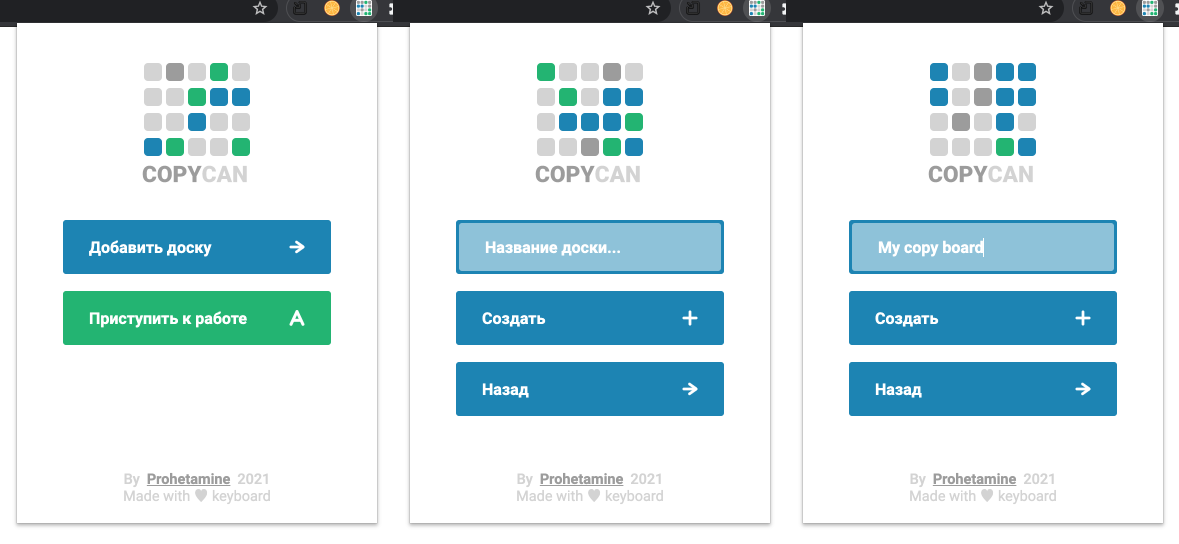 COPYCAN
Добавить доску
Приступить к работе
By Prohetamine 2021
Made with keyboard
COPYCAN
Название доски...
Создать
Назад
By Prohetamine 2021
Made with keyboard
COPYCAN
My copy board
Создать
Назад
By Prohetamine 2021
Made with keyboard